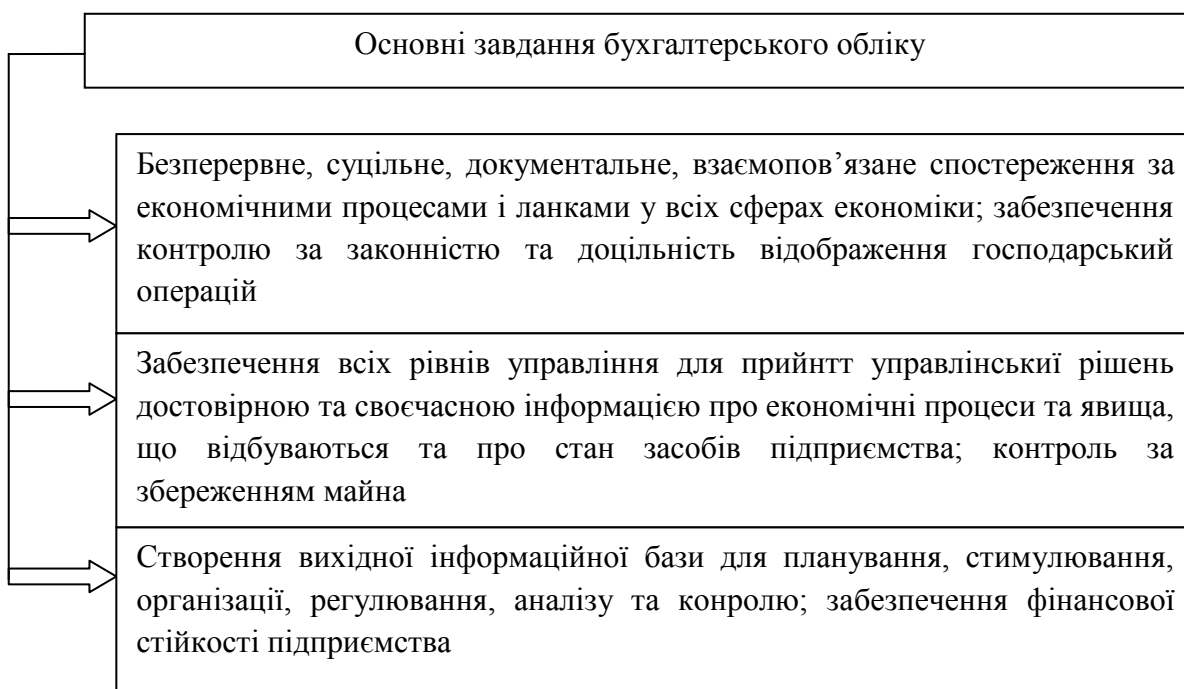 Основні завдання бухгалтерського обліку
Безперервне, суцільне, документальне, взаємопов’язане спостереження за
економічними процесами і ланками у всіх сферах економіки; забезпечення
контролю за законністю та доцільність відображення господарський
операцій
Забезпечення всіх рівнів управління для прийнтт управлінськиї рішень
достовірною та своєчасною інформацією про економічні процеси та явища,
що відбуваються та про стан засобів підприємства; контроль за
збереженням майна
Створення вихідної інформаційної бази для планування, стимулювання,
організації, регулювання, аналізу та конролю; забезпечення фінансової
стійкості підприємства